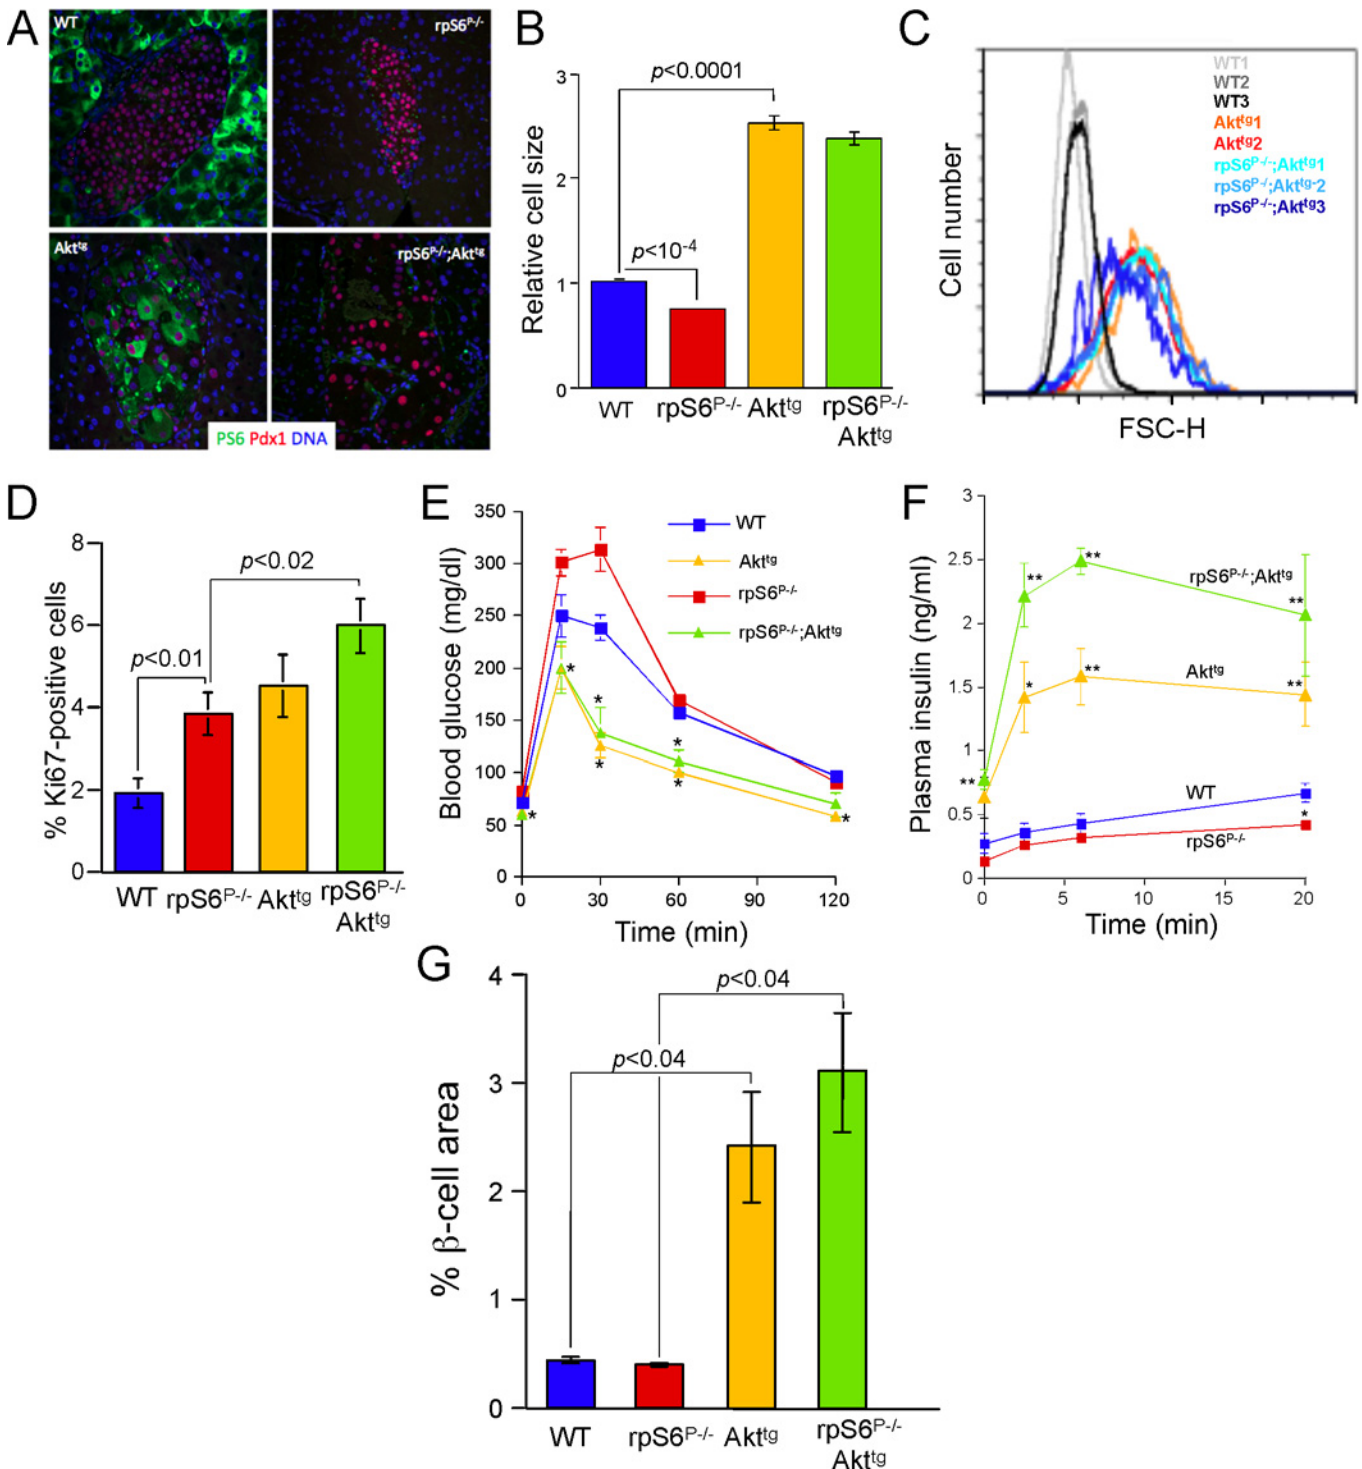 A
WT
rpS6P-/-
Akttg
rpS6P-/-;Akttg
PS6 Pdx1 DNA
B
Relative cell size
3
2
1
0
p<0.0001
p<10-4
WT
rpS6P-/-
Akttg
rpS6P-/-
Akttg
C
Cell number
WT1
WT2
WT3
Akttg1
Akttg2
rpS6P-/-;Akttg1
rpS6P-/;Akttg-2
rpS6P-/-;Akttg3
FSC-H
D
% Ki67-positive cells
8
6
4
2
0
p<0.02
p<0.01
WT
rpS6P-/-
Akttg
rpS6P-/-
Akttg
E
Blood glucose (mg/dl)
350
300
250
200
150
100
50
0
WT
Akttg
rpS6P-/-
rpS6P-/-;Akttg
*
*
*
*
*
*
*
0
30
60
90
120
Time (min)
F
Plasma insulin (ng/ml)
3
2.5
2
1.5
1
0.5
0
**
**
**
rpS6P-/-;Akttg
**
*
**
Akttg
**
WT
rpS6P-/-
*
0
5
10
15
20
Time (min)
G
% β-cell area
4
3
2
1
0
p<0.04
p<0.04
WT
rpS6P-/-
Akttg
rpS6P-/-
Akttg